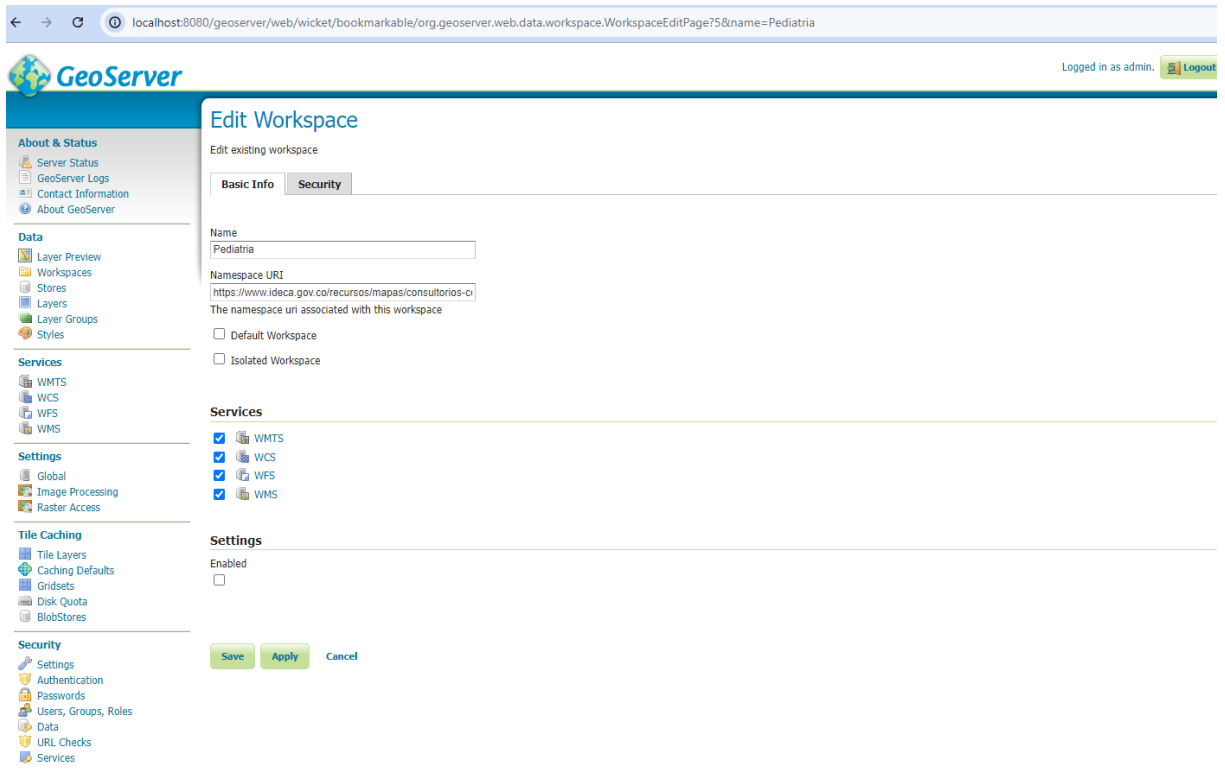 localhost:8080/geoserver/web/wicket/bookmarkable/org.geoserver.web.data.workspace.WorkspaceEditPage?5&name=Pediatria
GeoServer
Logged in as admin. Logout
About & Status
Server Status
GeoServer Logs
Contact Information
About GeoServer
Data
Layer Preview
Workspaces
Stores
Layers
Layer Groups
Styles
Services
WMTS
WCS
WFS
WMS
Settings
Global
Image Processing
Raster Access
Tile Caching
Tile Layers
Caching Defaults
Gridsets
Disk Quota
BlobStores
Security
Settings
Authentication
Passwords
Users, Groups, Roles
Data
URL Checks
Services
Edit Workspace
Edit existing workspace
Basic Info Security
Name
Pediatria
Namespace URI
https://www.ideca.gov.co/recursos/mapas/consultorios-c
The namespace uri associated with this workspace
Default Workspace
Isolated Workspace
Services
WMTS
WCS
WFS
WMS
Settings
Enabled
Save Apply Cancel